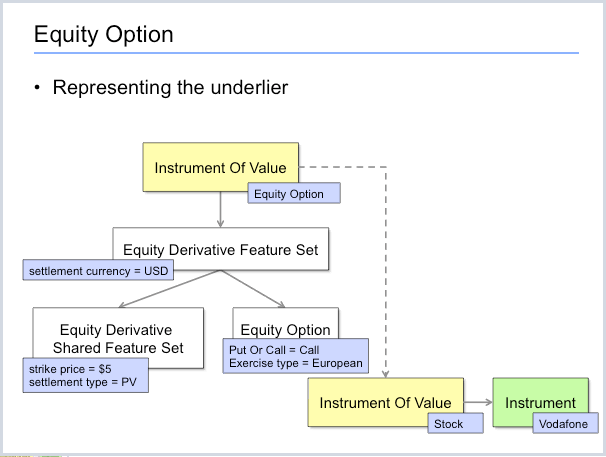 Equity Option
• Representing the underlier
Instrument Of Value
Equity Option
Equity Derivative Feature Set
settlement currency = USD
Equity Derivative
Shared Feature Set
strike price = $5
settlement type = PV
Equity Option
Put Or Call = Call
Exercise type = European
Instrument Of Value
Stock
Instrument
Vodafone